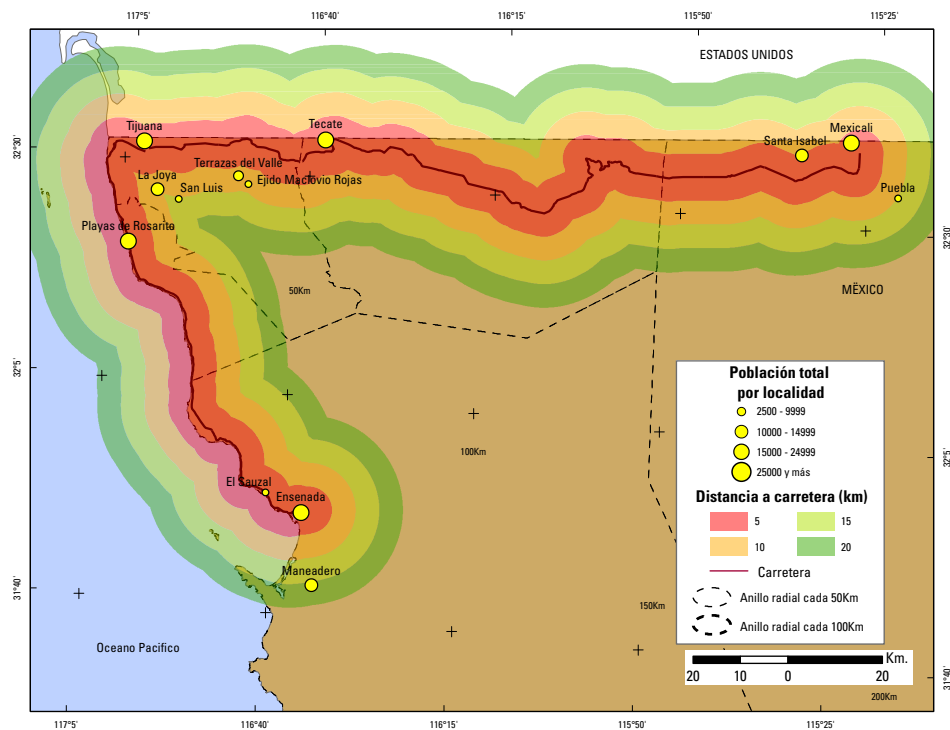 117°5'
116°40'
116°15'
115°50'
115°25'
ESTADOS UNIDOS
Tijuana
Tecate
Mexicali
Santa Isabel
32°30'
Terrazas del Valle
La Joya
San Luis
Ejido Maclovio Rojas
Puebla
Playas de Rosarito
32°30'
50Km
MËXICO
32°5'
Población total
por localidad
2500 - 9999
10000 - 14999
15000 - 24999
25000 y más
100Km
32°5'
El Sauzal
Ensenada
Distancia a carretera (km)
5
15
10
20
Carretera
Maneadero
31°40'
Anillo radial cada 50Km
150Km
Anillo radial cada 100Km
Oceano Pacifico
Km.
20
10
0
20
31°40'
200Km
117°5'
116°40'
116°15'
115°50'
115°25'